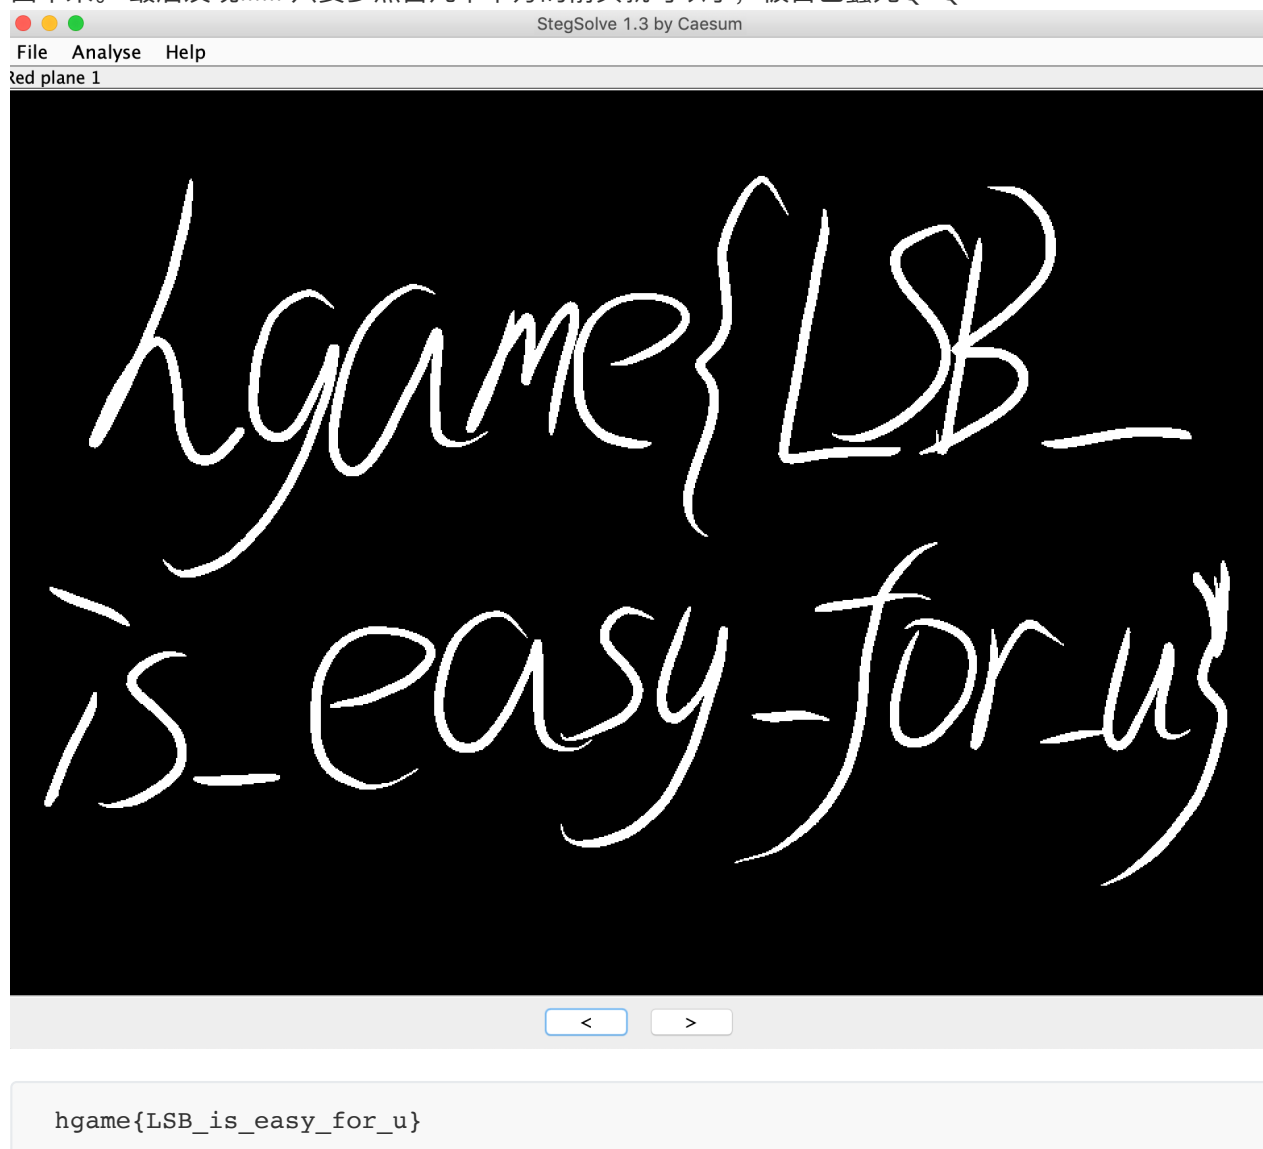 StegSolve 1.3 by Caesum
File Analyse Help
Red plane 1
hgame{LSB_
is_easy_for_u}
< >
hgame{LSB_is_easy_for_u}